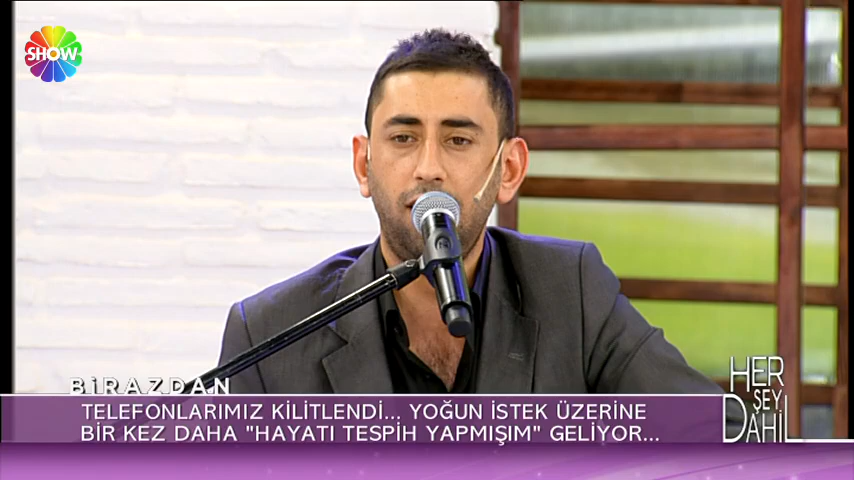 SHOW
BiRAZDAN
TELEFONLARIMIZ KİLİTLENDİ... YOĞUN İSTEK ÜZERİNE
BİR KEZ DAHA "HAYATI TESPİH YAPMIŞIM" GELİYOR...
HER
ŞEY
DAHİL